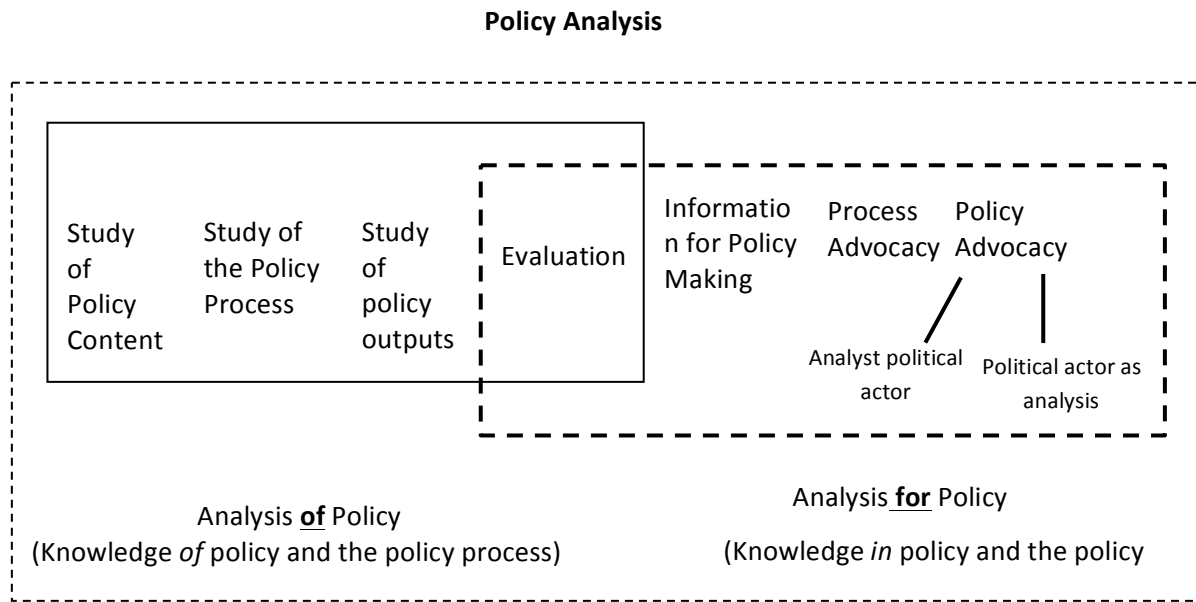 Policy Analysis
Study
of
Policy
Content
Study of
the Policy
Process
Study
of
policy
outputs
Evaluation
Informatio
n for Policy
Making
Process
Advocacy
Policy
Advocacy
Analyst political
actor
Political actor as
analysis
Analysis of Policy
(Knowledge of policy and the policy process)
Analysis for Policy
(Knowledge in policy and the policy